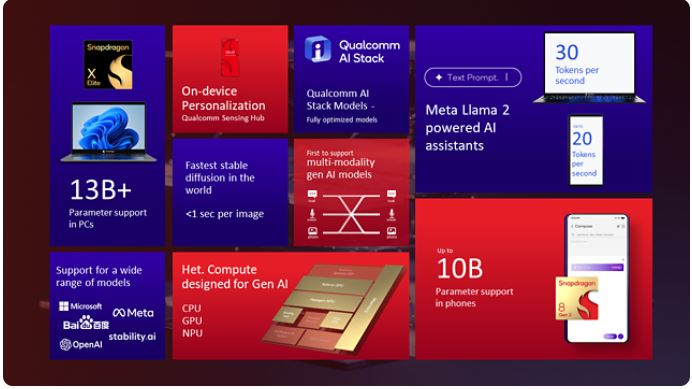 Snapdragon
X
Elite
13B+
Parameter support
in PCs
On-device
Personalization
Qualcomm Sensing Hub
Qualcomm
AI Stack
Qualcomm AI
Stack Models -
Fully optimized models
Text Prompt.
Meta Llama 2
powered AI
assistants
30
Tokens per
second
up to
20
Tokens
per
second
Fastest stable
diffusion in the
world
<1 sec per image
First to support
multi-modality
gen AI models
Support for a wide
range of models
Microsoft
Meta
Bai du 百度
stability.ai
OpenAI
Het. Compute
designed for Gen AI
CPU
GPU
NPU
Up to
10B
Parameter support
in phones
Compose
Snapdragon
8
Gen 3